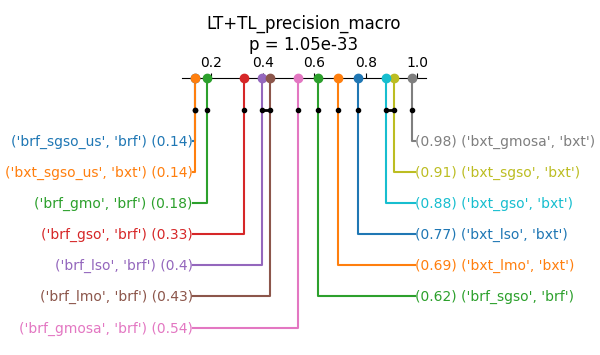 LT+TL_precision_macro
p = 1.05e-33
0.2 0.4 0.6 0.8 1.0
('brf_sgso_us', 'brf') (0.14) (0.98) ('bxt_gmosa', 'bxt')
('bxt_sgso_us', 'bxt') (0.14) (0.91) ('bxt_sgso', 'bxt')
('brf_gmo', 'brf') (0.18) (0.88) ('bxt_gso', 'bxt')
('brf_gso', 'brf') (0.33) (0.77) ('bxt_lso', 'bxt')
('brf_lso', 'brf') (0.4) (0.69) ('bxt_lmo', 'bxt')
('brf_lmo', 'brf') (0.43) (0.62) ('brf_sgso', 'brf')
('brf_gmosa', 'brf') (0.54)